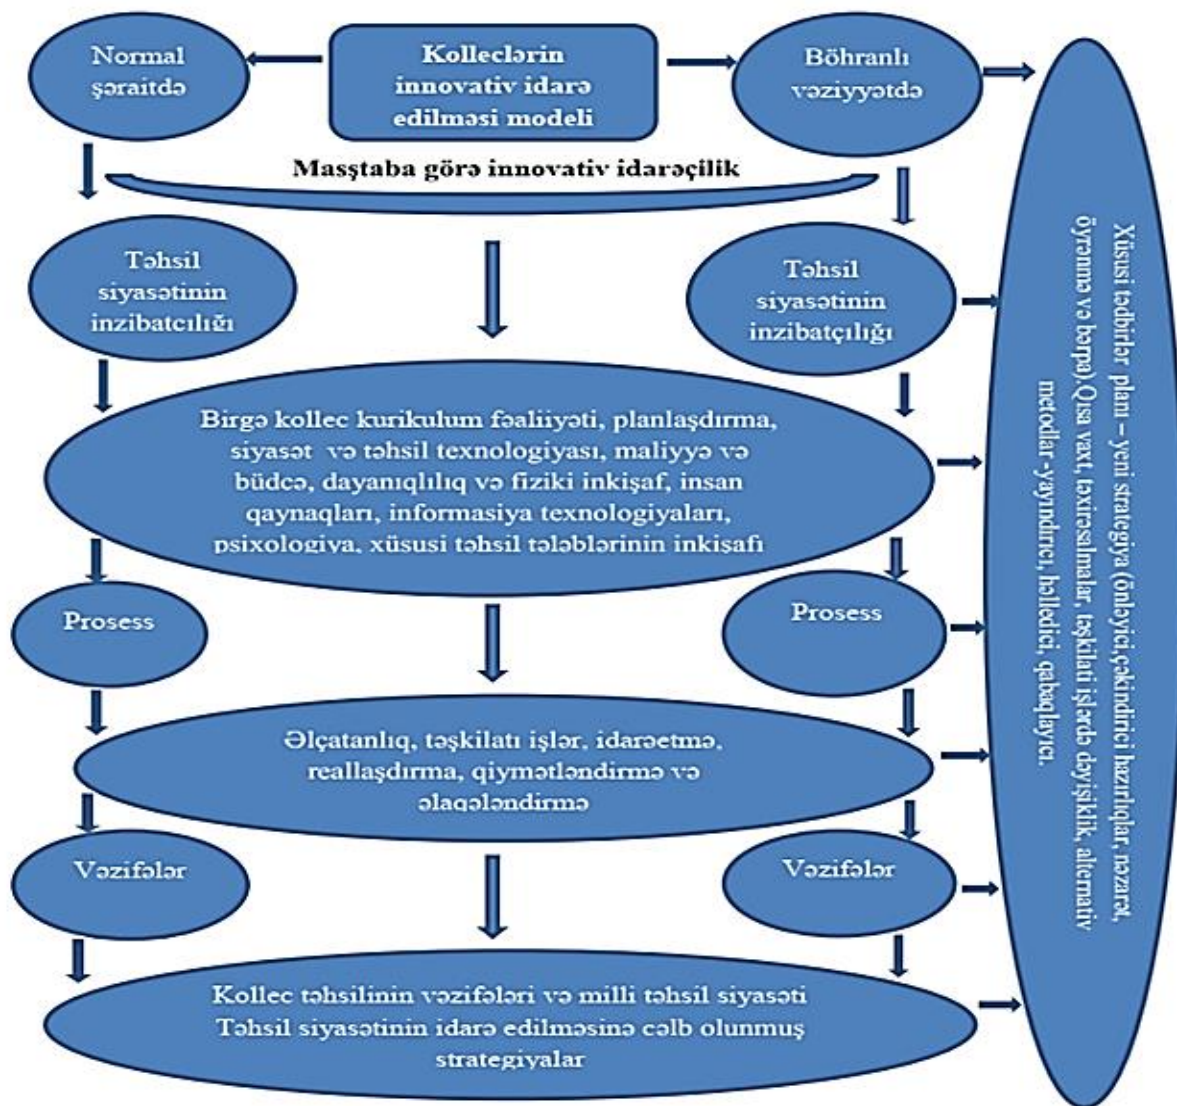 Normal
şəraitdə
Kolleclərin
innovativ idarə
edilməsi modeli
Böhranlı
vəziyyətdə
Masştaba görə innovativ idarəçilik
Təhsil
siyasətinin
inzibatcılığı
Təhsil
siyasətinin
inzibatçılığı
Birgə kollec kurikulum fəaliiyəti, planlaşdırma,
siyasət və təhsil texnologiyası, maliyyə və
büdcə, dayanıqlılıq və fiziki inkişaf, insan
qaynaqları, informasiya texnologiyaları,
psixologiya, xüsusi təhsil tələblərinin inkişafı
Prosess
Prosess
Əlçatanlıq, təşkilatı işlər, idarəetmə,
reallaşdırma, qiymətləndirmə və
əlaqələndirmə
Vəzifələr
Vəzifələr
Kollec təhsilinin vəzifələri və milli təhsil siyasəti
Təhsil siyasətinin idarə edilməsinə cəlb olunmuş
strategiyalar
Xüsusi tədbirlər planı – yeni strategiya (önləyici,çəkindirici hazırlıqlar, nəzarət,
öyrənmə və bərpa).Qısa vaxt, təxirəsalmalar, təşkilati işlərdə dəyişiklik, alternativ
metodlar -yayındırıcı, həlledici, qabaqlayıcı.